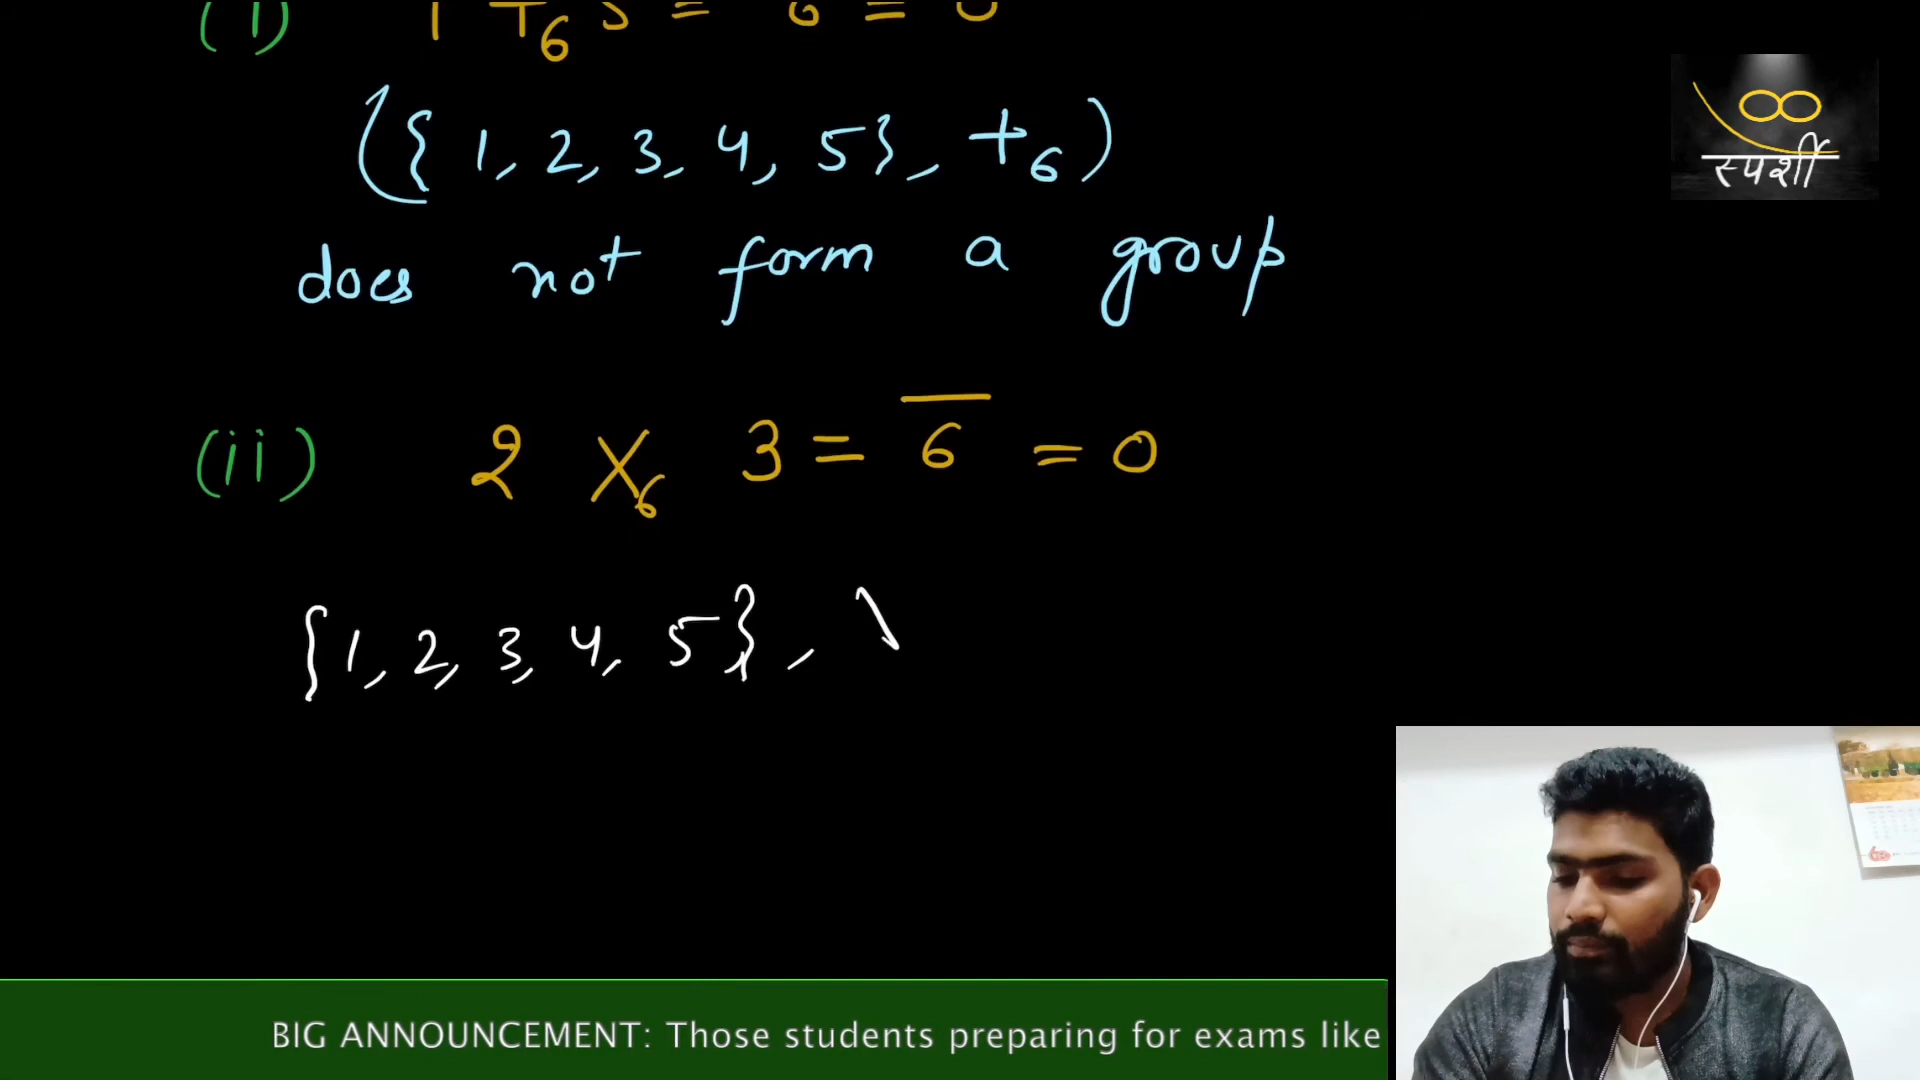 (i) 1 +6 5 = 6 = 0
({1, 2, 3, 4, 5}, +6)
does not form a group
(ii) 2 ×6 3 = 6̅ = 0
{1, 2, 3, 4, 5}, \
स्पर्शी
BIG ANNOUNCEMENT: Those students preparing for exams like